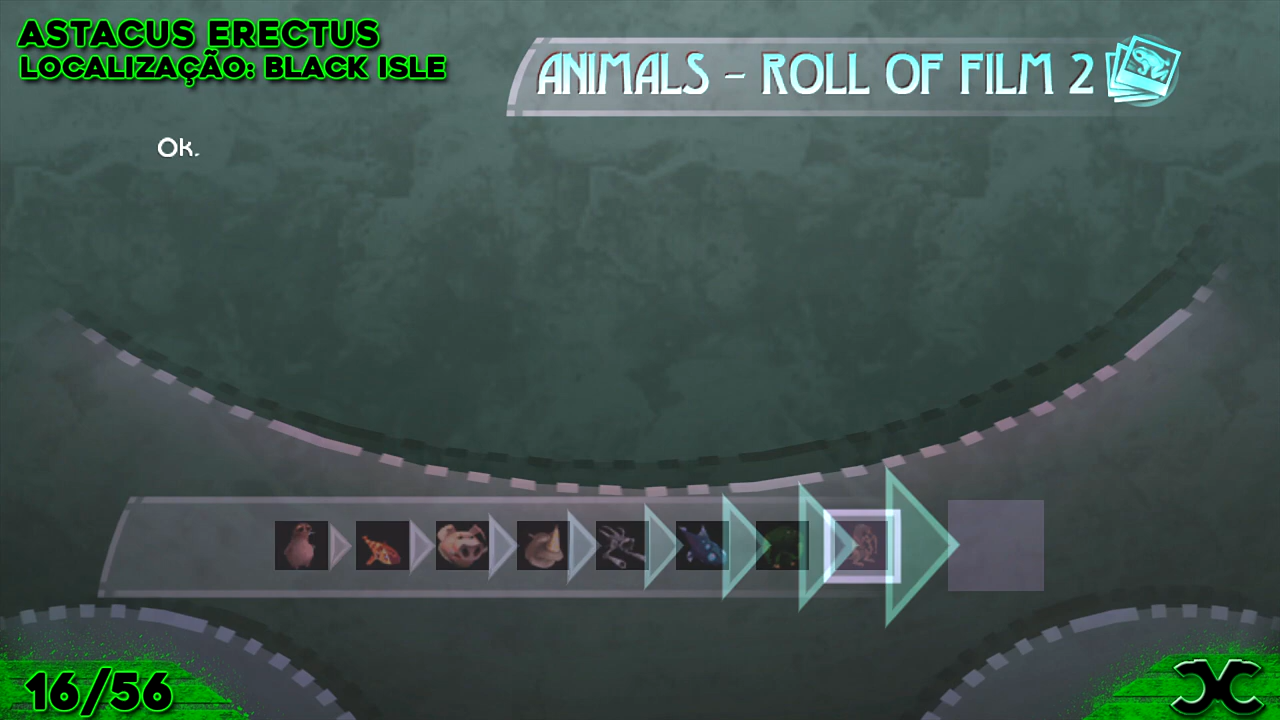 ASTACUS ERECTUS
LOCALIZAÇÃO: BLACK ISLE
ANIMALS - ROLL OF FILM 2
Ok.
16/56